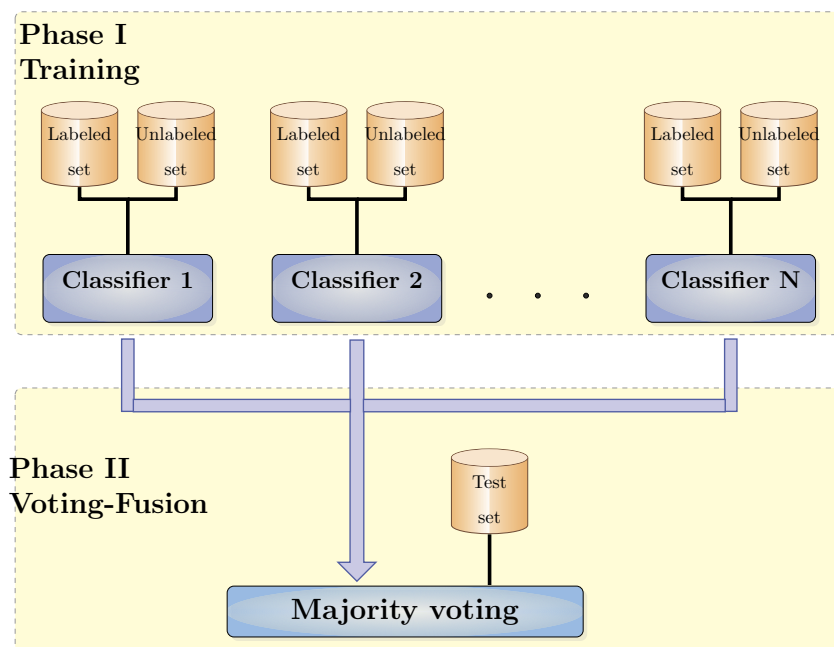 Phase I
Training
Labeled
set
Unlabeled
set
Labeled
set
Unlabeled
set
Labeled
set
Unlabeled
set
Classifier 1
Classifier 2
. . .
Classifier N
Phase II
Voting-Fusion
Test
set
Majority voting